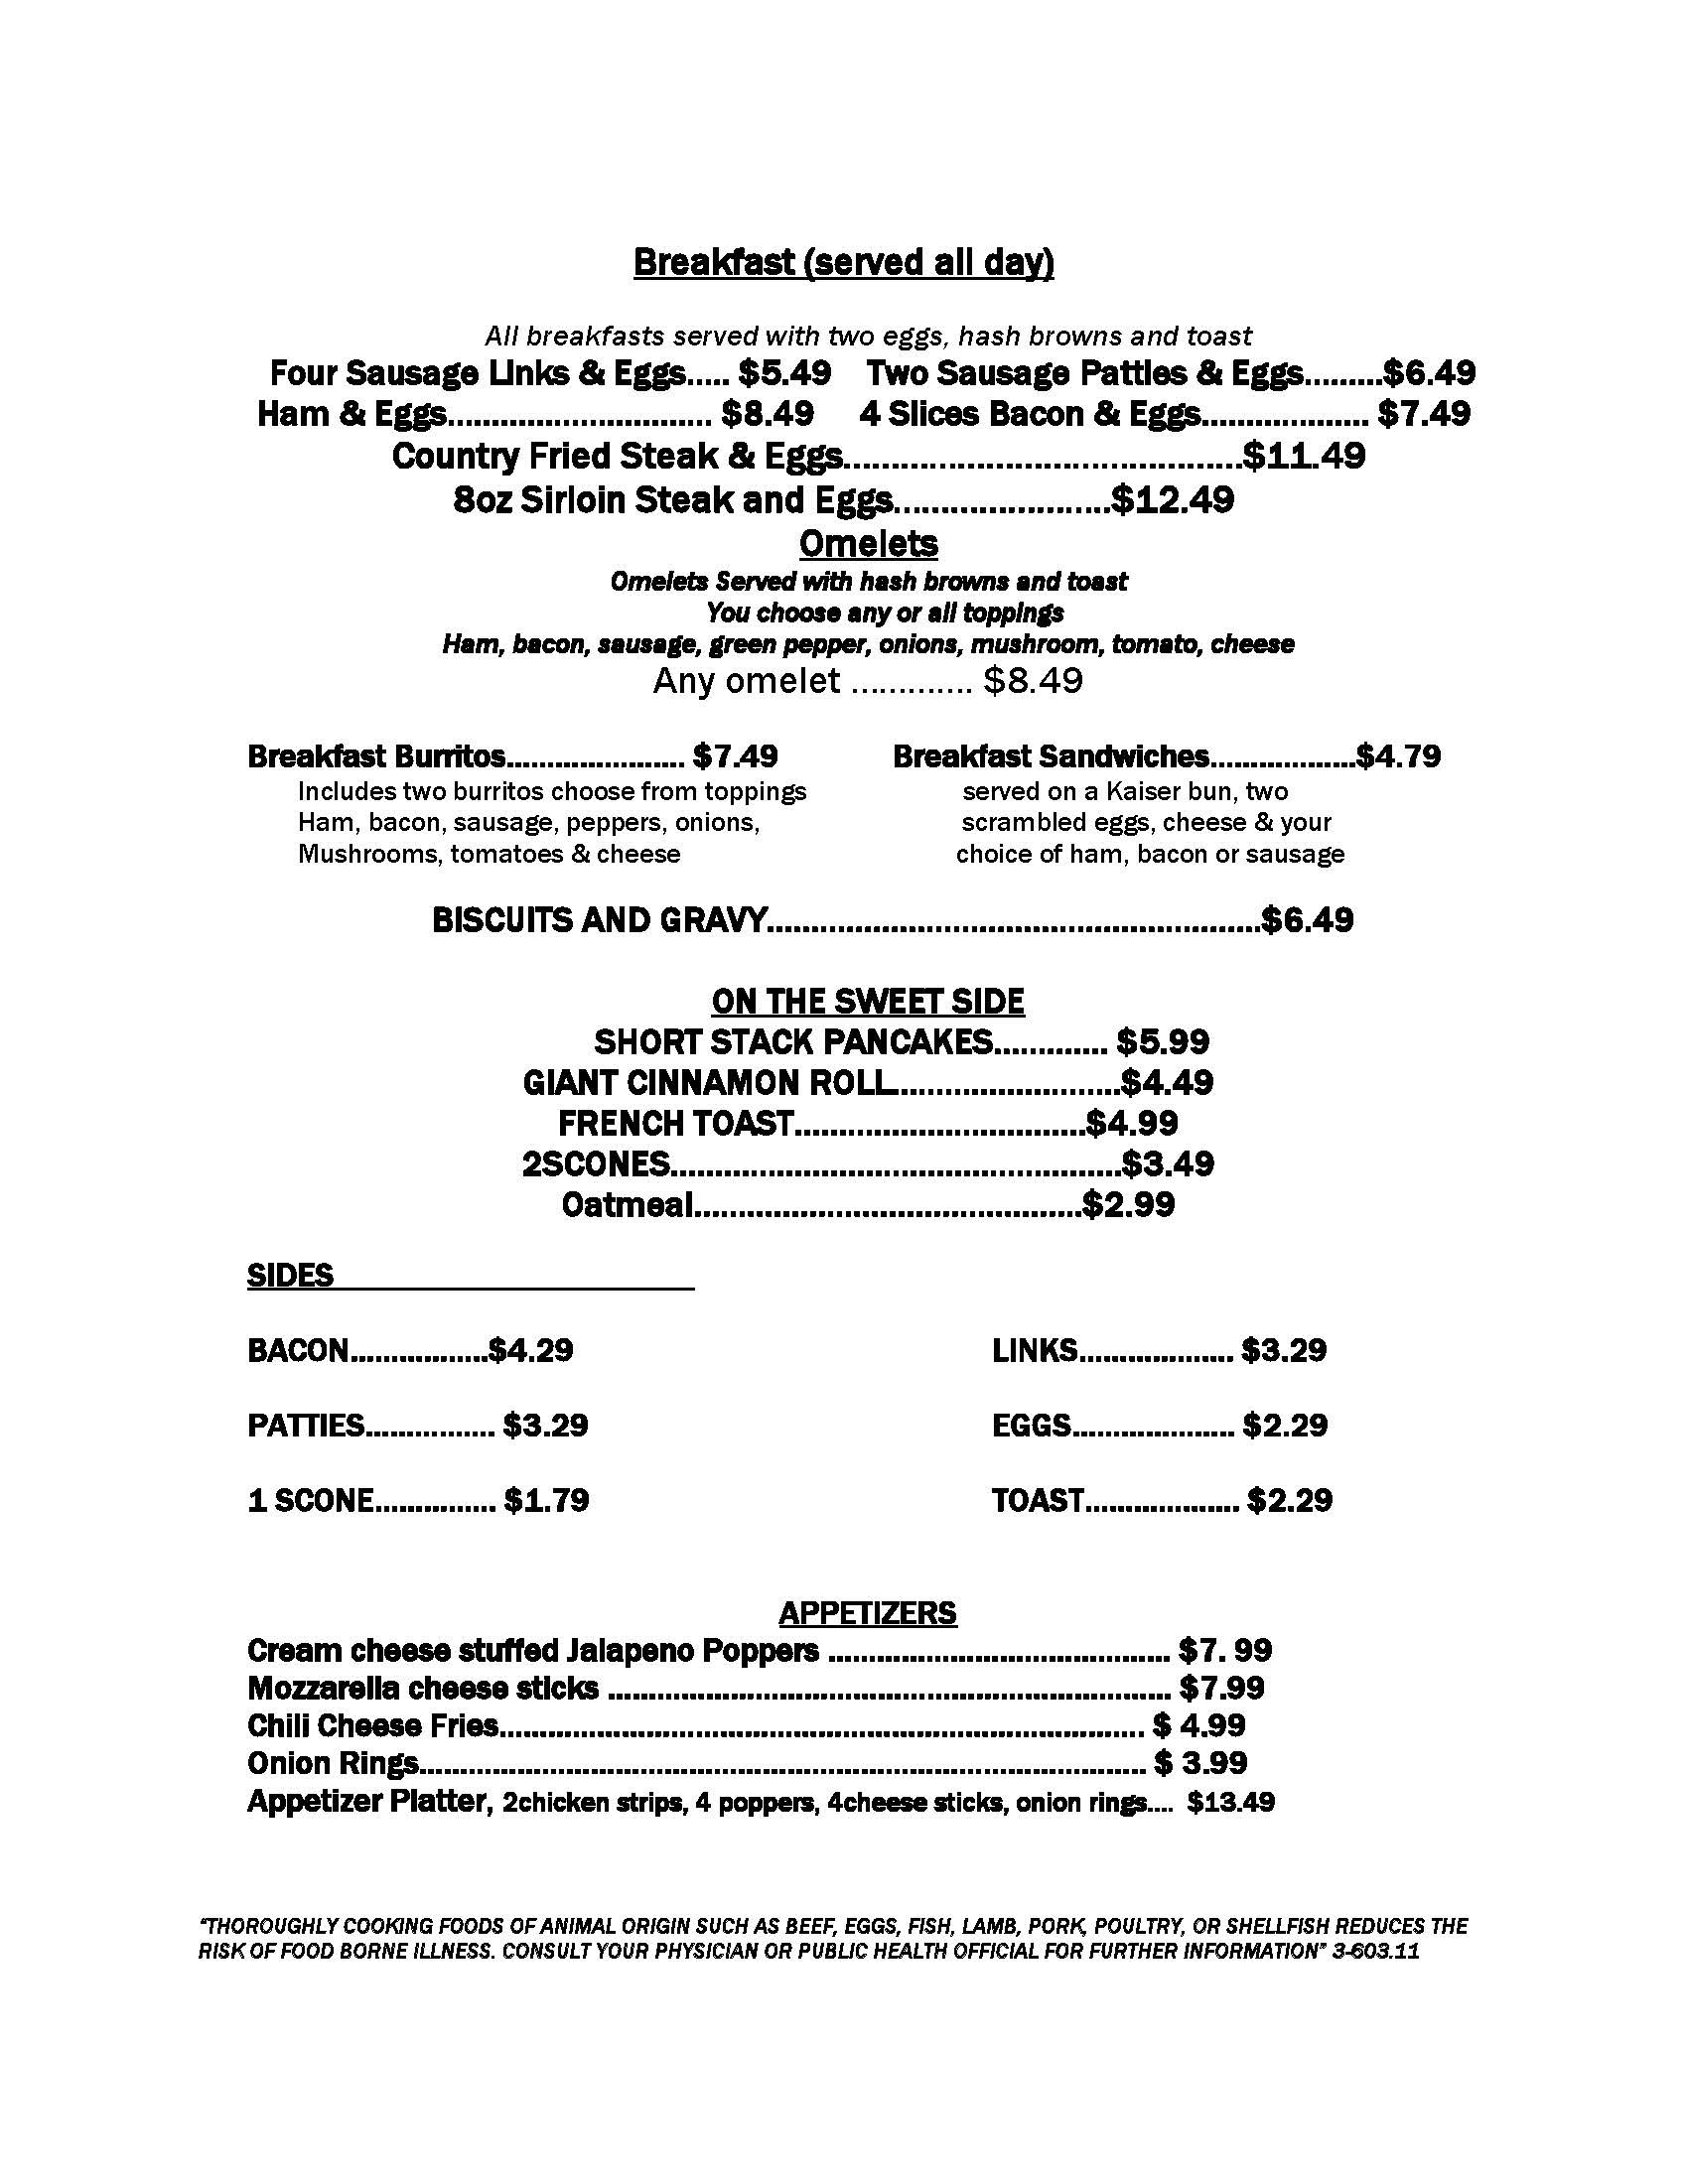 Breakfast (served all day)
All breakfasts served with two eggs, hash browns and toast
Four Sausage Links & Eggs..... $5.49 Two Sausage Patties & Eggs.........$6.49
Ham & Eggs.............................. $8.49 4 Slices Bacon & Eggs................... $7.49
Country Fried Steak & Eggs..........................................$11.49
8oz Sirloin Steak and Eggs.......................$12.49
Omelets
Omelets Served with hash browns and toast
You choose any or all toppings
Ham, bacon, sausage, green pepper, onions, mushroom, tomato, cheese
Any omelet ............. $8.49
Breakfast Burritos...................... $7.49 Breakfast Sandwiches..................$4.79
Includes two burritos choose from toppings served on a Kaiser bun, two
Ham, bacon, sausage, peppers, onions, scrambled eggs, cheese & your
Mushrooms, tomatoes & cheese choice of ham, bacon or sausage
BISCUITS AND GRAVY........................................................$6.49
ON THE SWEET SIDE
SHORT STACK PANCAKES............. $5.99
GIANT CINNAMON ROLL..........................$4.49
FRENCH TOAST.................................$4.99
2SCONES...................................................$3.49
Oatmeal............................................$2.99
SIDES
BACON.................$4.29 LINKS................... $3.29
PATTIES................ $3.29 EGGS.................... $2.29
1 SCONE............... $1.79 TOAST................... $2.29
APPETIZERS
Cream cheese stuffed Jalapeno Poppers .......................................... $7. 99
Mozzarella cheese sticks ..................................................................... $7.99
Chili Cheese Fries............................................................................... $ 4.99
Onion Rings......................................................................................... $ 3.99
Appetizer Platter, 2chicken strips, 4 poppers, 4cheese sticks, onion rings.... $13.49
"THOROUGHLY COOKING FOODS OF ANIMAL ORIGIN SUCH AS BEEF, EGGS, FISH, LAMB, PORK, POULTRY, OR SHELLFISH REDUCES THE
RISK OF FOOD BORNE ILLNESS. CONSULT YOUR PHYSICIAN OR PUBLIC HEALTH OFFICIAL FOR FURTHER INFORMATION" 3-603.11